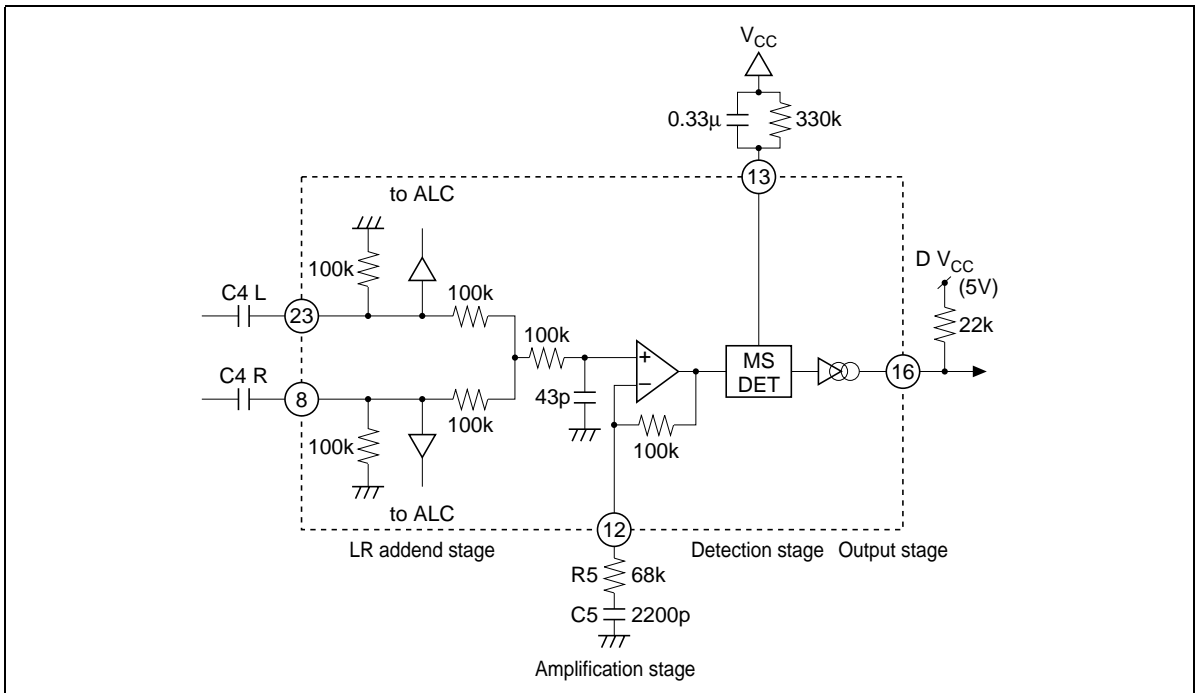 VCC
0.33μ
330k
13
to ALC
100k
C4 L
23
100k
100k
D VCC
(5V)
22k
C4 R
8
100k
100k
43p
+
−
100k
MS
DET
16
to ALC
12
LR addend stage
Detection stage
Output stage
R5
68k
C5
2200p
Amplification stage